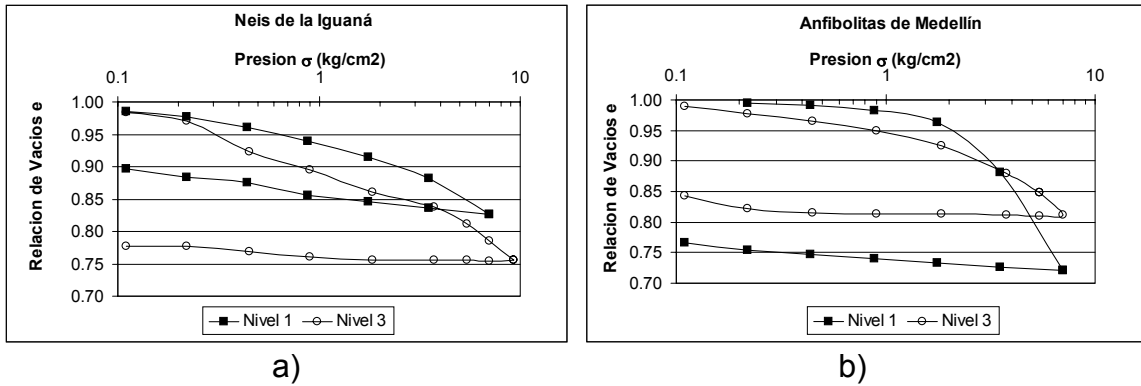 Neis de la Iguaná
Presion σ (kg/cm2)
0.1 1 10
Relacion de Vacios e
1.00
0.95
0.90
0.85
0.80
0.75
0.70
Nivel 1 Nivel 3
a)
Anfibolitas de Medellín
Presion σ (kg/cm2)
0.1 1 10
Relacion de Vacios e
1.00
0.95
0.90
0.85
0.80
0.75
0.70
Nivel 1 Nivel 3
b)